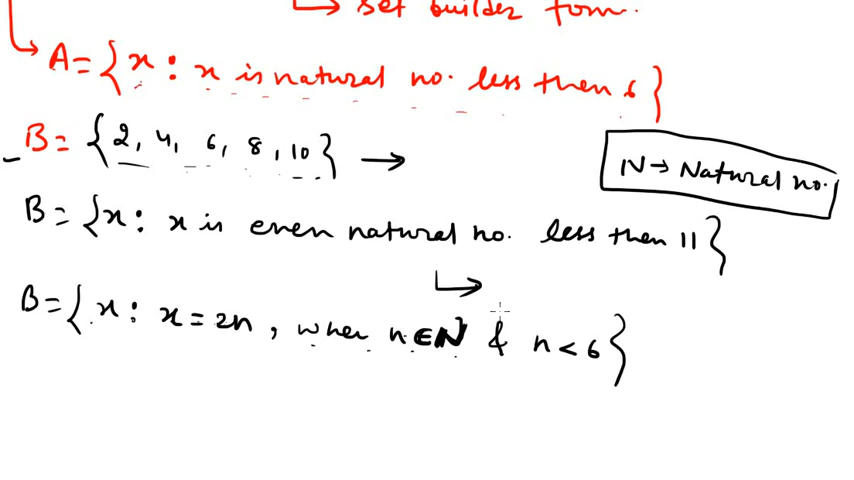 ↳ set builder form.
↳ A = { x : x is natural no. less then 6 }
B = { 2, 4, 6, 8, 10 } →
N → Natural no.
B = { x : x is even natural no. less then 11 }
↳
B = { x : x = 2n , when n ∈ N & n < 6 }